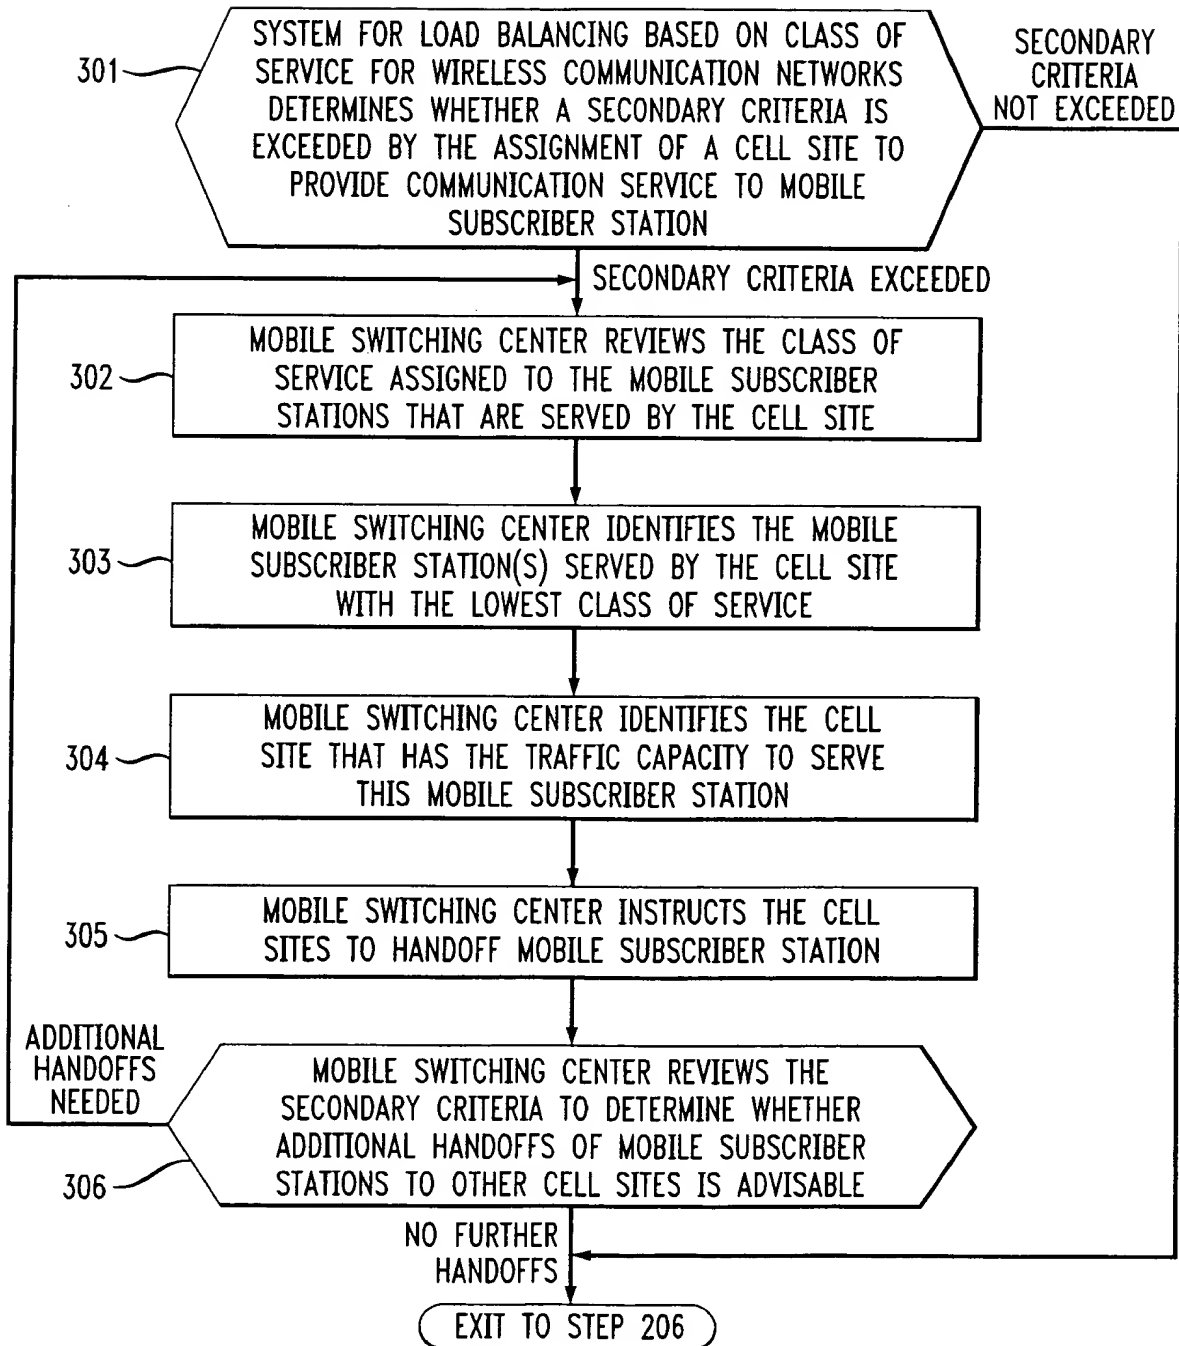 301
SYSTEM FOR LOAD BALANCING BASED ON CLASS OF
SERVICE FOR WIRELESS COMMUNICATION NETWORKS
DETERMINES WHETHER A SECONDARY CRITERIA IS
EXCEEDED BY THE ASSIGNMENT OF A CELL SITE TO
PROVIDE COMMUNICATION SERVICE TO MOBILE
SUBSCRIBER STATION
SECONDARY
CRITERIA
NOT EXCEEDED
SECONDARY CRITERIA EXCEEDED
302
MOBILE SWITCHING CENTER REVIEWS THE CLASS OF
SERVICE ASSIGNED TO THE MOBILE SUBSCRIBER
STATIONS THAT ARE SERVED BY THE CELL SITE
303
MOBILE SWITCHING CENTER IDENTIFIES THE MOBILE
SUBSCRIBER STATION(S) SERVED BY THE CELL SITE
WITH THE LOWEST CLASS OF SERVICE
304
MOBILE SWITCHING CENTER IDENTIFIES THE CELL
SITE THAT HAS THE TRAFFIC CAPACITY TO SERVE
THIS MOBILE SUBSCRIBER STATION
305
MOBILE SWITCHING CENTER INSTRUCTS THE CELL
SITES TO HANDOFF MOBILE SUBSCRIBER STATION
ADDITIONAL
HANDOFFS
NEEDED
306
MOBILE SWITCHING CENTER REVIEWS THE
SECONDARY CRITERIA TO DETERMINE WHETHER
ADDITIONAL HANDOFFS OF MOBILE SUBSCRIBER
STATIONS TO OTHER CELL SITES IS ADVISABLE
NO FURTHER
HANDOFFS
EXIT TO STEP 206